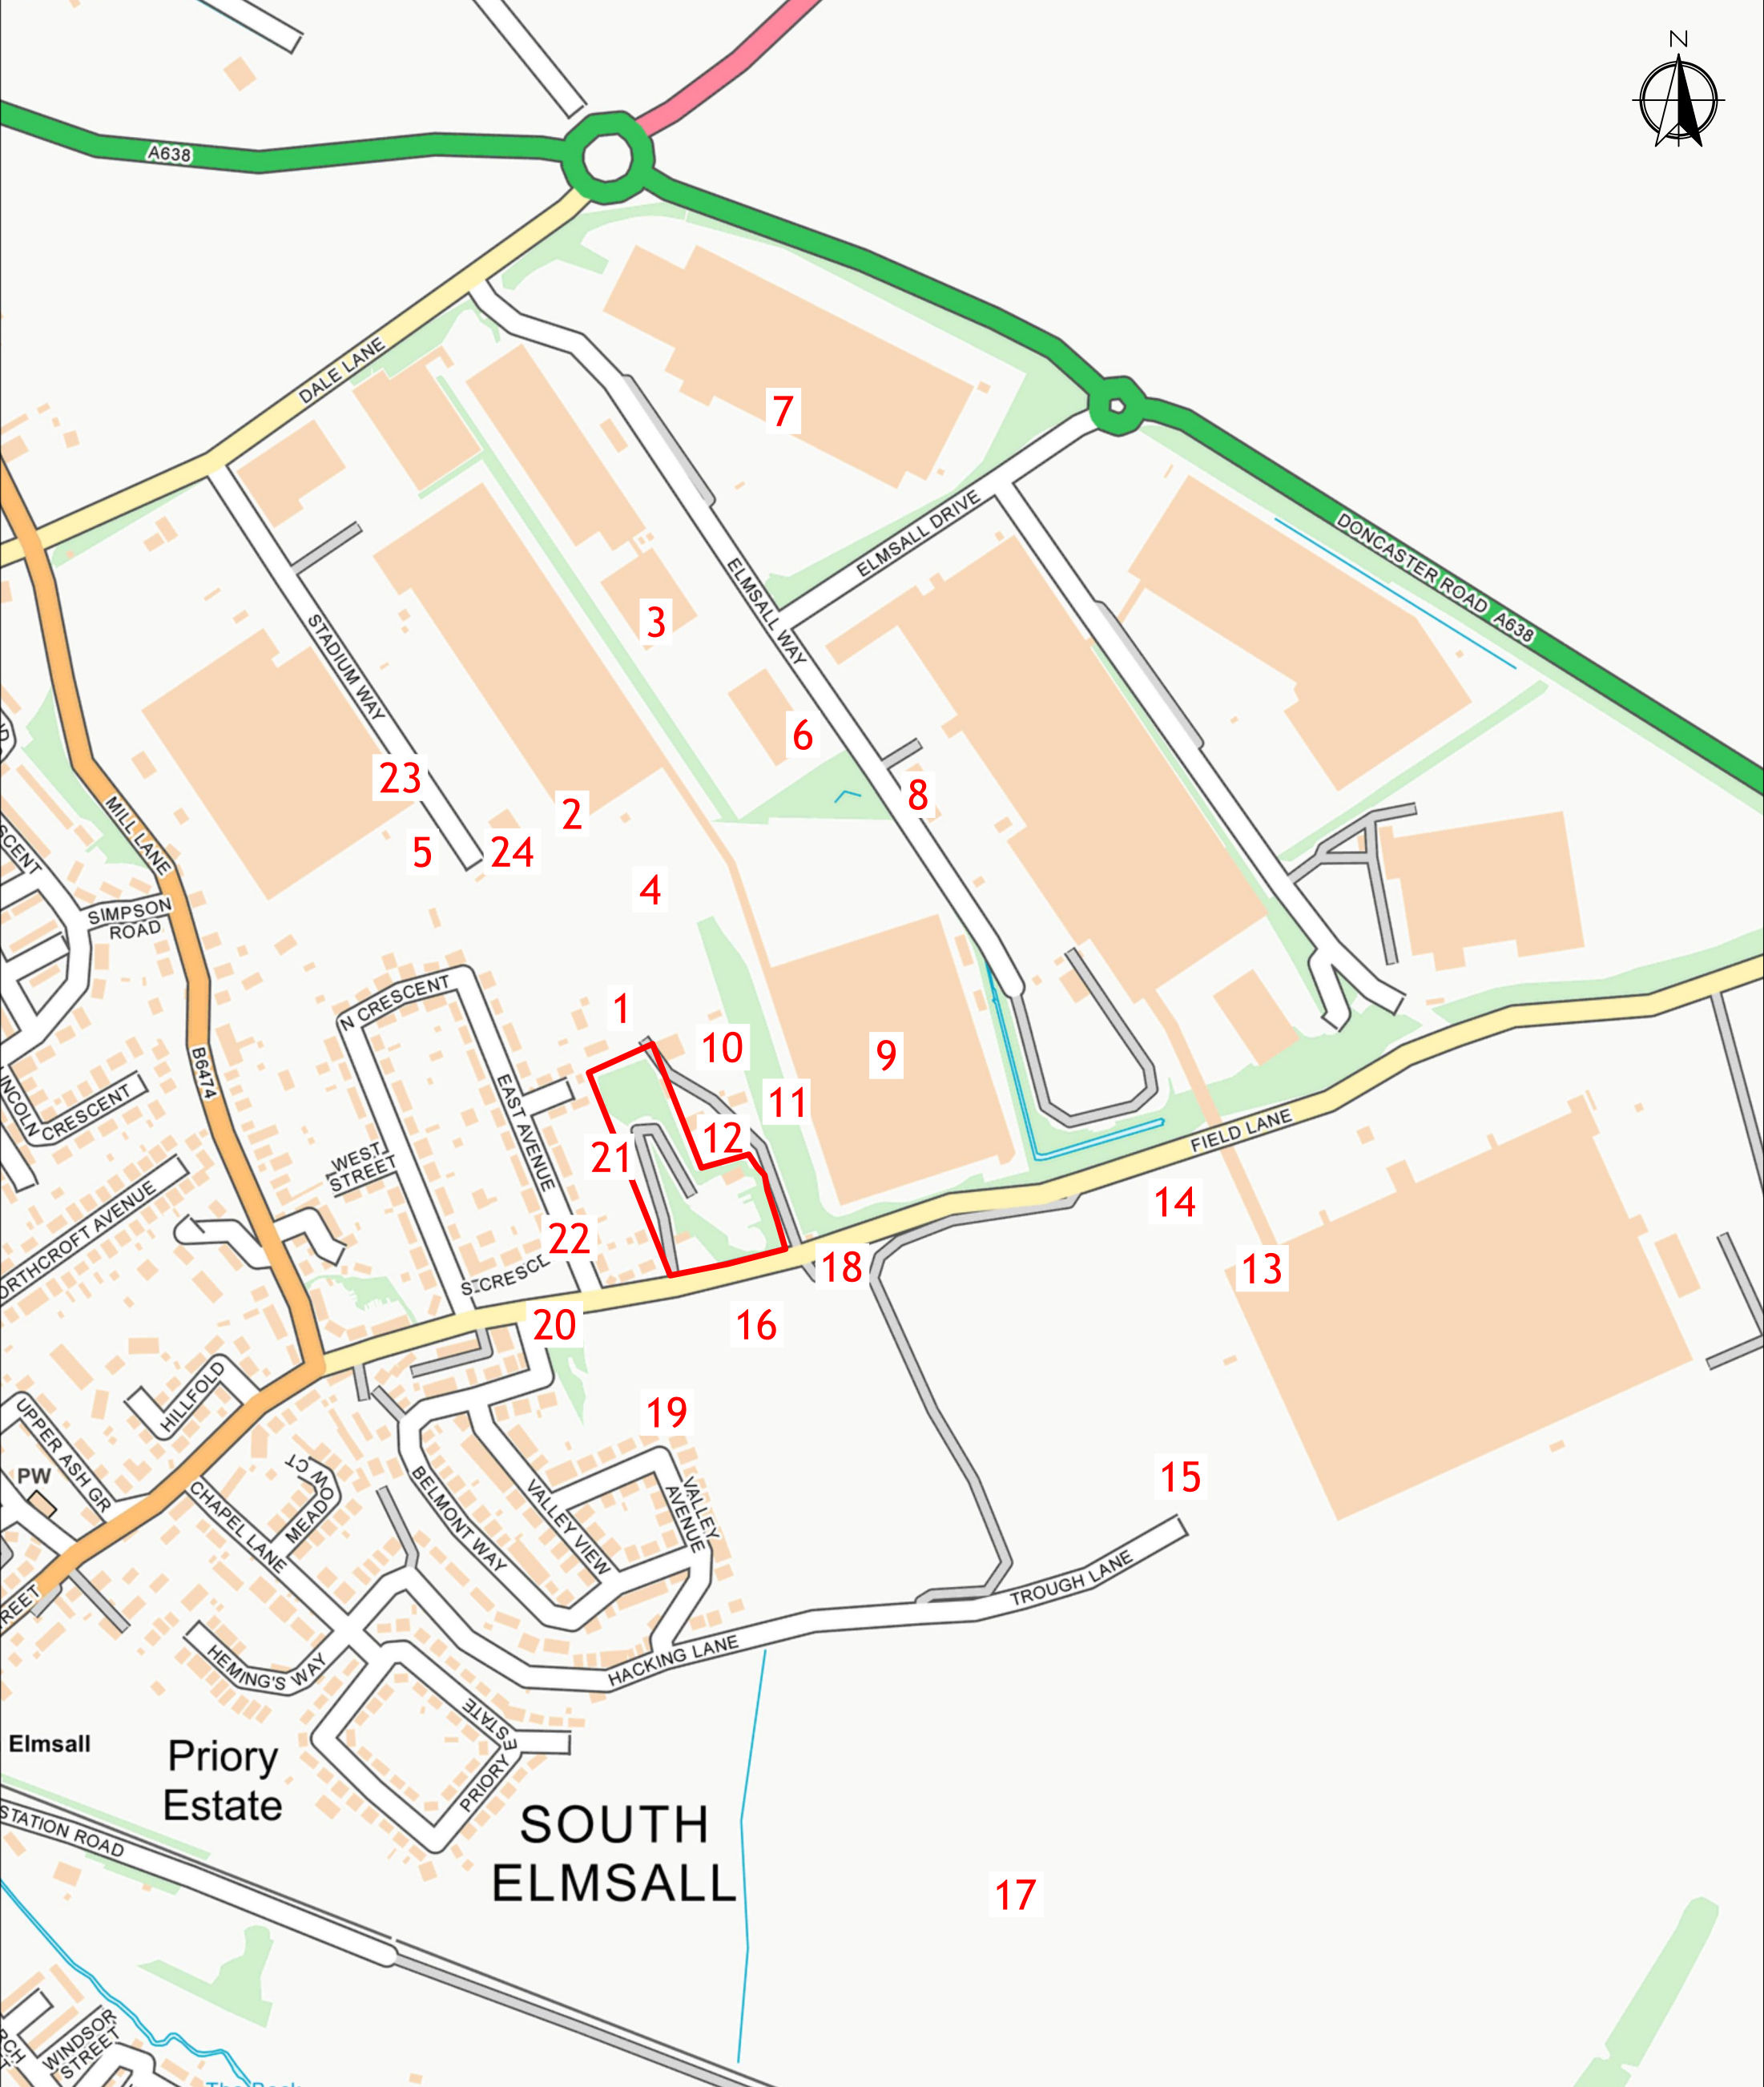 N
A638
DALE LANE
7
ELMSALL DRIVE
DONCASTER ROAD A638
ELMSALL WAY
3
STADIUM WAY
6
23
8
2
MILL LANE
5
24
4
SIMPSON
ROAD
N CRESCENT
1
10
9
B6474
EAST AVENUE
11
CRESCENT
12
FIELD LANE
21
WEST
STREET
14
22
S CRESC
18
13
20
16
HILLFOLD
19
UPPER ASH GR
PW
MEADOW CT
CHAPEL LANE
BELMONT WAY
VALLEY VIEW
VALLEY
AVENUE
15
TROUGH LANE
HACKING LANE
HEMING'S WAY
PRIORY ESTATE
Elmsall
Priory
Estate
SOUTH
ELMSALL
STATION ROAD
17
WINDSOR
STREET